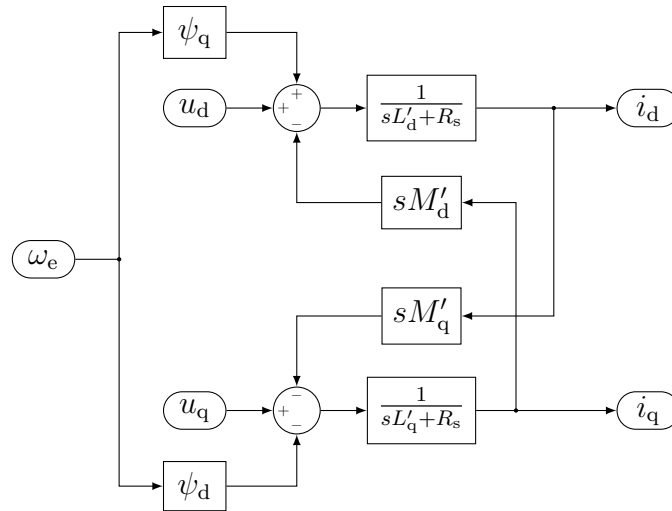 ψq
+
ud + 1/(sL′d+Rs) id
−
sM′d
ωe
sM′q
−
uq + 1/(sL′q+Rs) iq
−
ψd